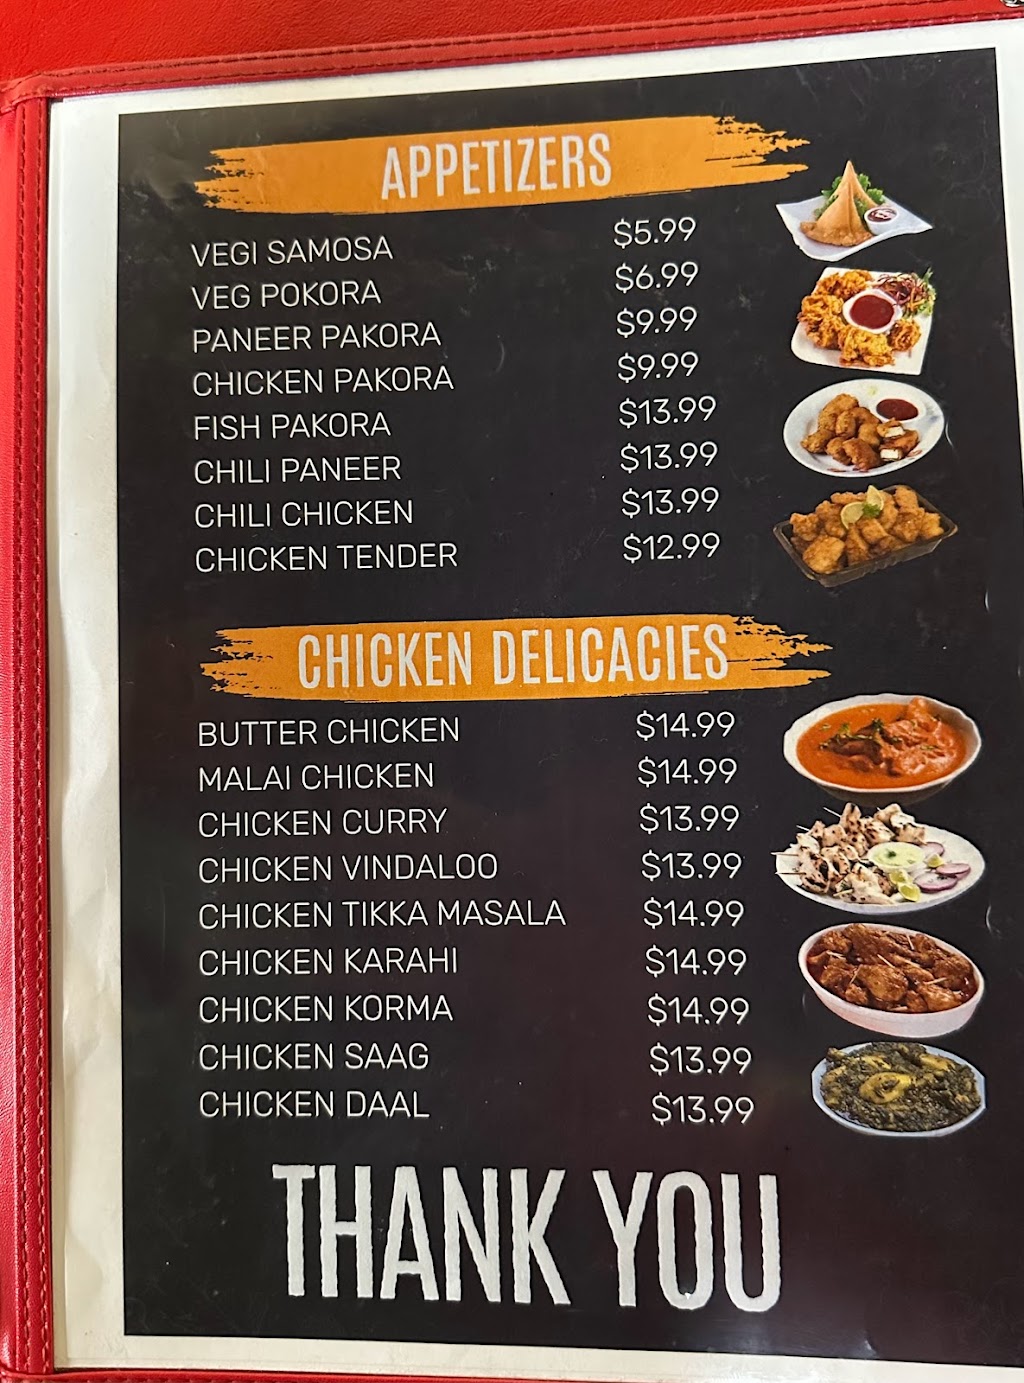 APPETIZERS
VEGI SAMOSA $5.99
VEG POKORA $6.99
PANEER PAKORA $9.99
CHICKEN PAKORA $9.99
FISH PAKORA $13.99
CHILI PANEER $13.99
CHILI CHICKEN $13.99
CHICKEN TENDER $12.99
CHICKEN DELICACIES
BUTTER CHICKEN $14.99
MALAI CHICKEN $14.99
CHICKEN CURRY $13.99
CHICKEN VINDALOO $13.99
CHICKEN TIKKA MASALA $14.99
CHICKEN KARAHI $14.99
CHICKEN KORMA $14.99
CHICKEN SAAG $13.99
CHICKEN DAAL $13.99
THANK YOU